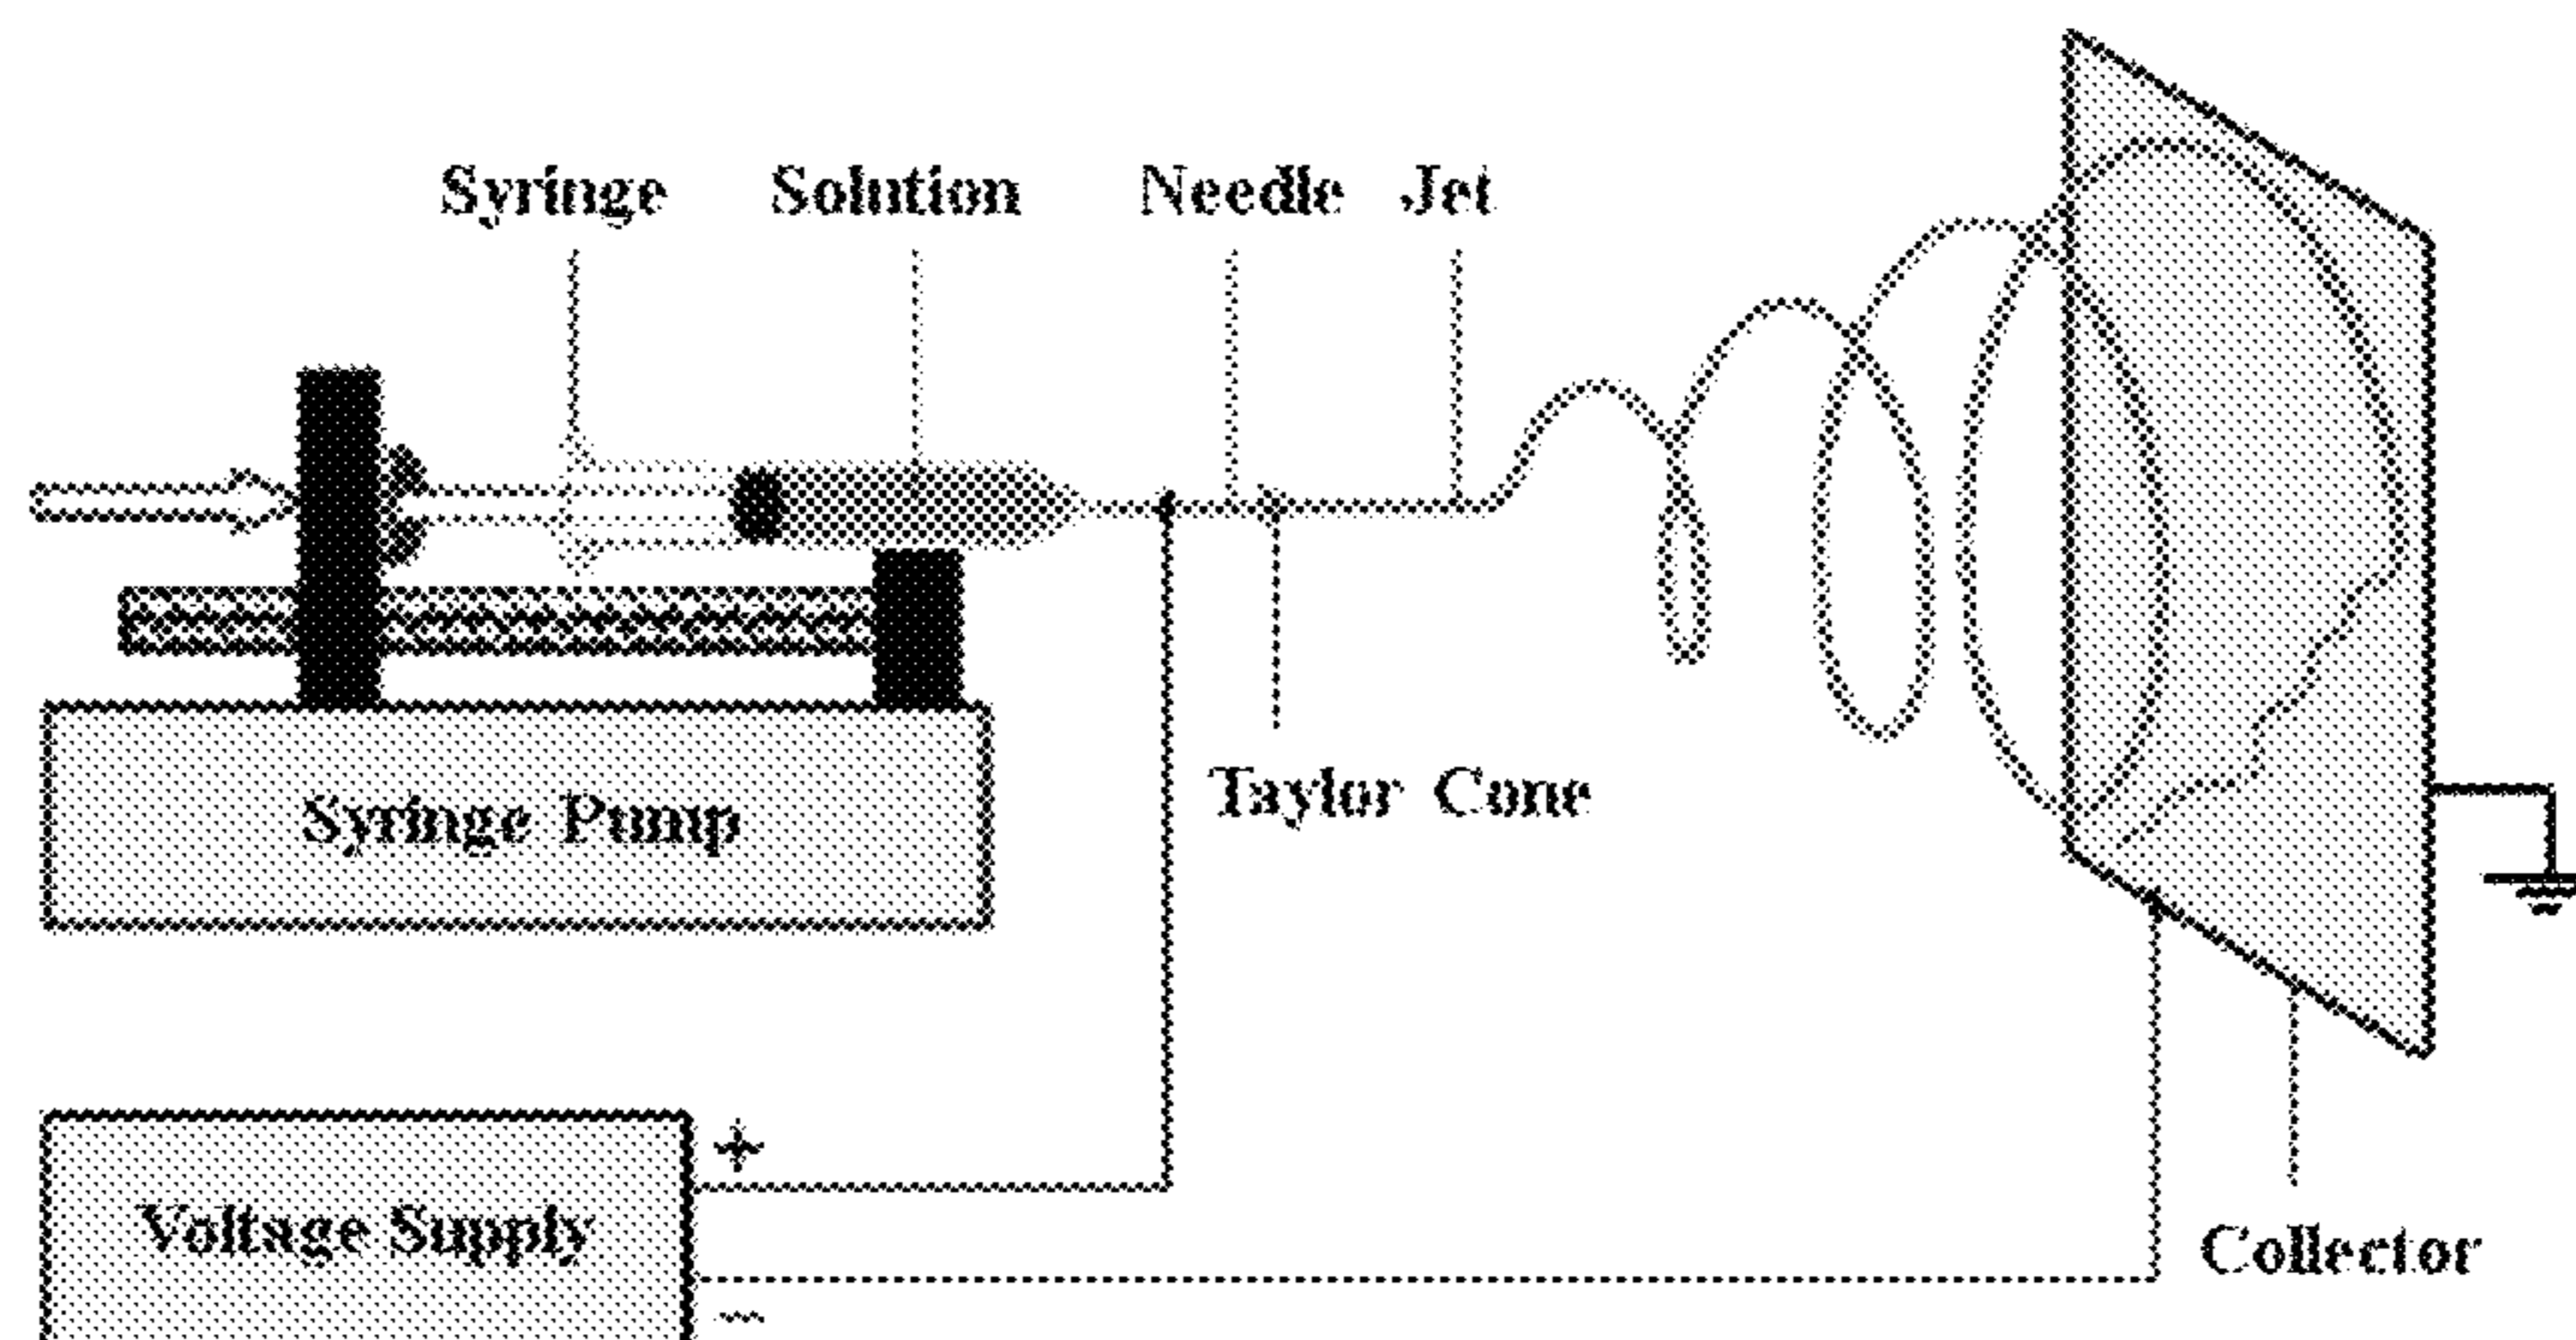 Syringe Solution Needle Jet
Taylor Cone
Syringe Pump
+
Voltage Supply
Collector
−